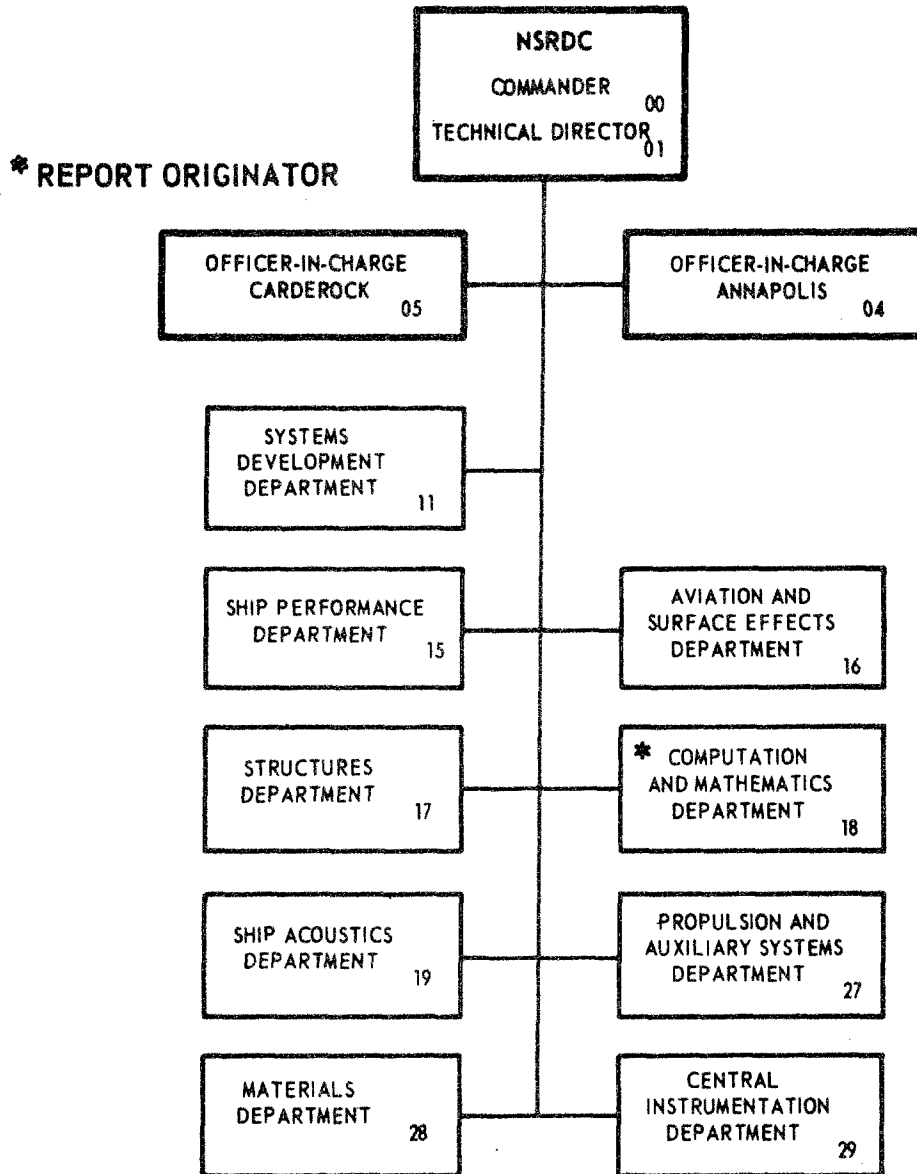 NSRDC
COMMANDER
00
TECHNICAL DIRECTOR
01
* REPORT ORIGINATOR
OFFICER-IN-CHARGE
CARDEROCK
05
OFFICER-IN-CHARGE
ANNAPOLIS
04
SYSTEMS
DEVELOPMENT
DEPARTMENT
11
SHIP PERFORMANCE
DEPARTMENT
15
AVIATION AND
SURFACE EFFECTS
DEPARTMENT
16
STRUCTURES
DEPARTMENT
17
* COMPUTATION
AND MATHEMATICS
DEPARTMENT
18
SHIP ACOUSTICS
DEPARTMENT
19
PROPULSION AND
AUXILIARY SYSTEMS
DEPARTMENT
27
MATERIALS
DEPARTMENT
28
CENTRAL
INSTRUMENTATION
DEPARTMENT
29